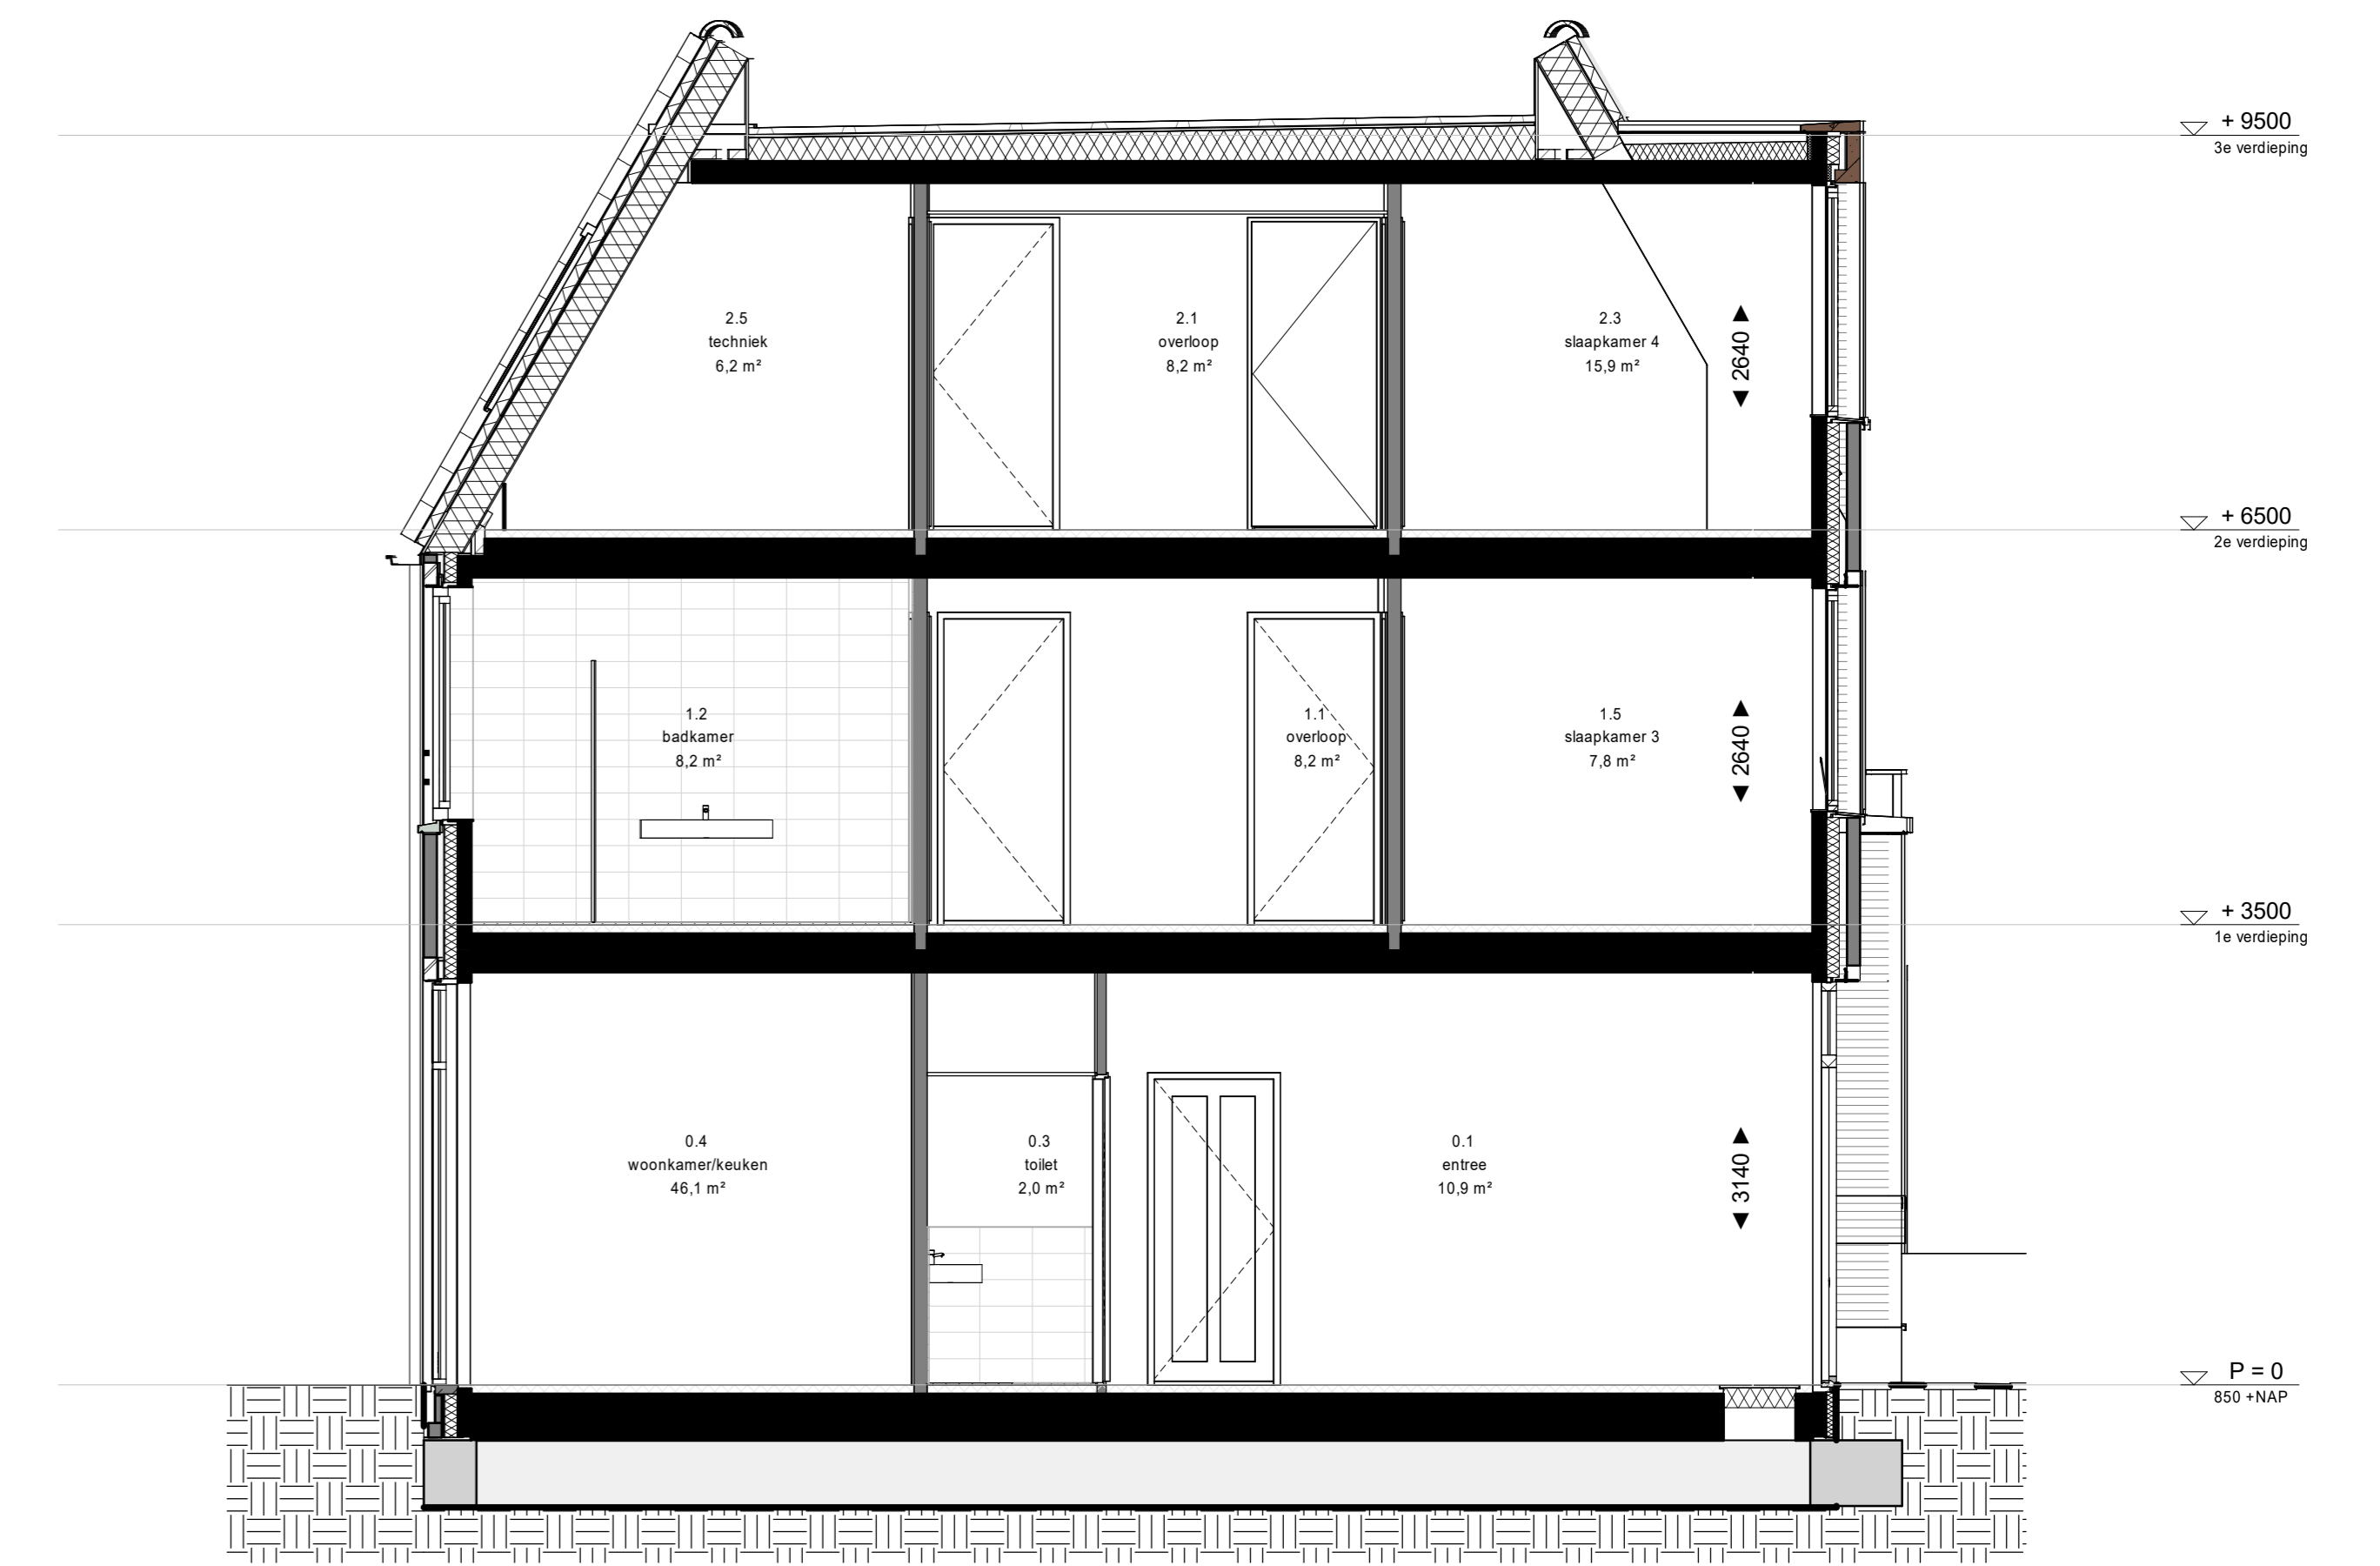 + 9500
3e verdieping
2.5
techniek
6,2 m²
2.1
overloop
8,2 m²
2.3
slaapkamer 4
15,9 m²
2640
+ 6500
2e verdieping
1.2
badkamer
8,2 m²
1.1
overloop
8,2 m²
1.5
slaapkamer 3
7,8 m²
2640
+ 3500
1e verdieping
0.4
woonkamer/keuken
46,1 m²
0.3
toilet
2,0 m²
0.1
entree
10,9 m²
3140
P = 0
850 +NAP